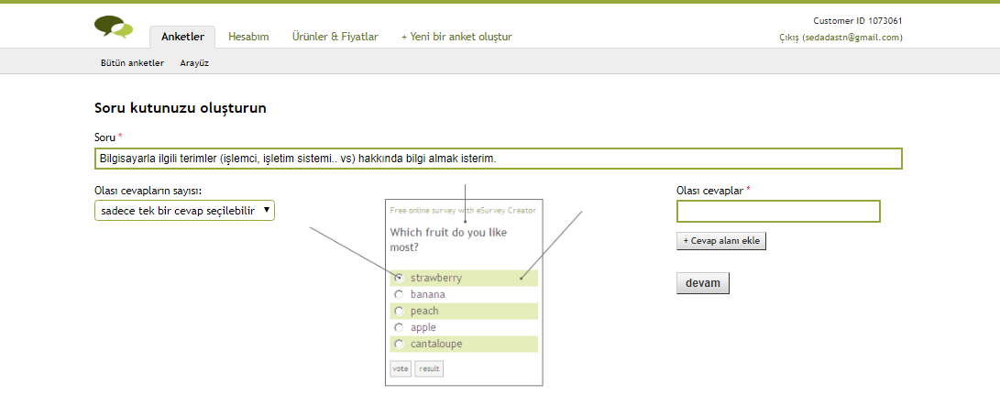 Customer ID 1073061
Anketler Hesabım Ürünler & Fiyatlar + Yeni bir anket oluştur
Çıkış (sedadastn@gmail.com)
Bütün anketler Arayüz
Soru kutunuzu oluşturun
Soru *
Bilgisayarla ilgili terimler (işlemci, işletim sistemi.. vs) hakkında bilgi almak isterim.
Olası cevapların sayısı:
sadece tek bir cevap seçilebilir
Free online survey with eSurvey Creator
Which fruit do you like
most?
strawberry
banana
peach
apple
cantaloupe
vote result
Olası cevaplar *
+ Cevap alanı ekle
devam